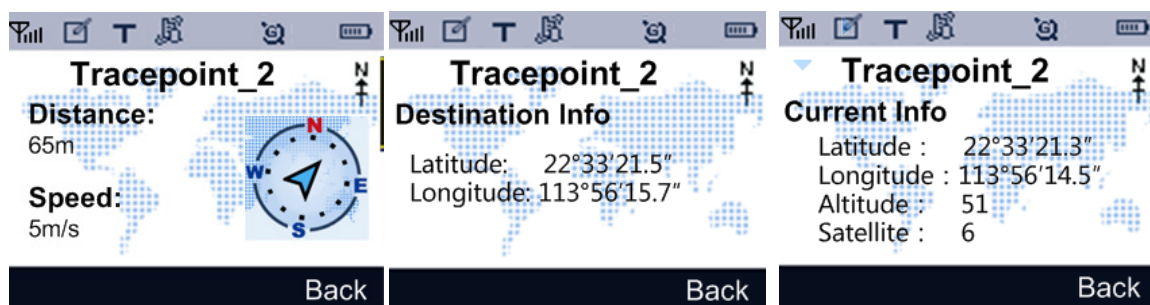 Tracepoint_2
N
Distance:
65m
Speed:
5m/s
N
W
E
S
Back
Tracepoint_2
N
Destination Info
Latitude: 22°33'21.5"
Longitude: 113°56'15.7"
Back
Tracepoint_2
N
Current Info
Latitude : 22°33'21.3"
Longitude : 113°56'14.5"
Altitude : 51
Satellite : 6
Back